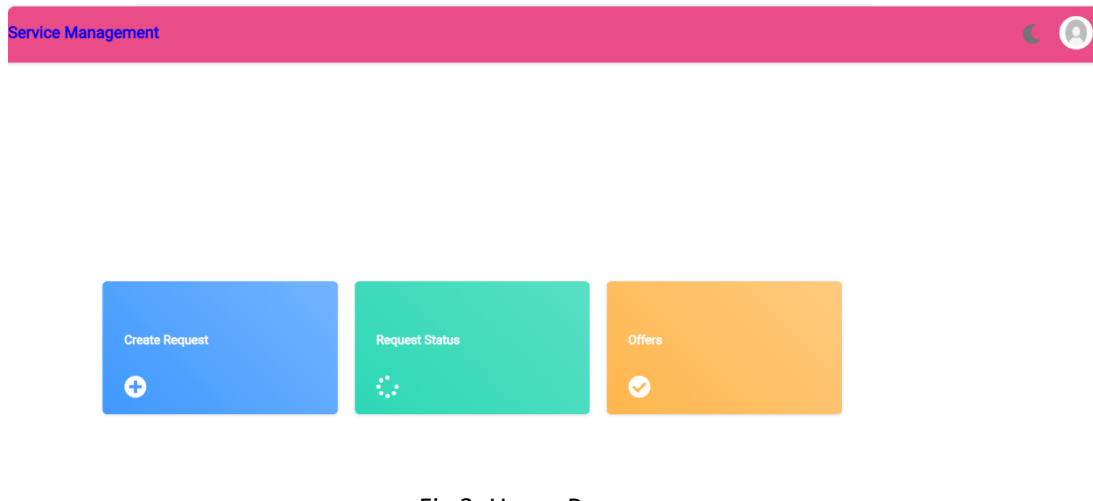 Service Management
Create Request
Request Status
Offers